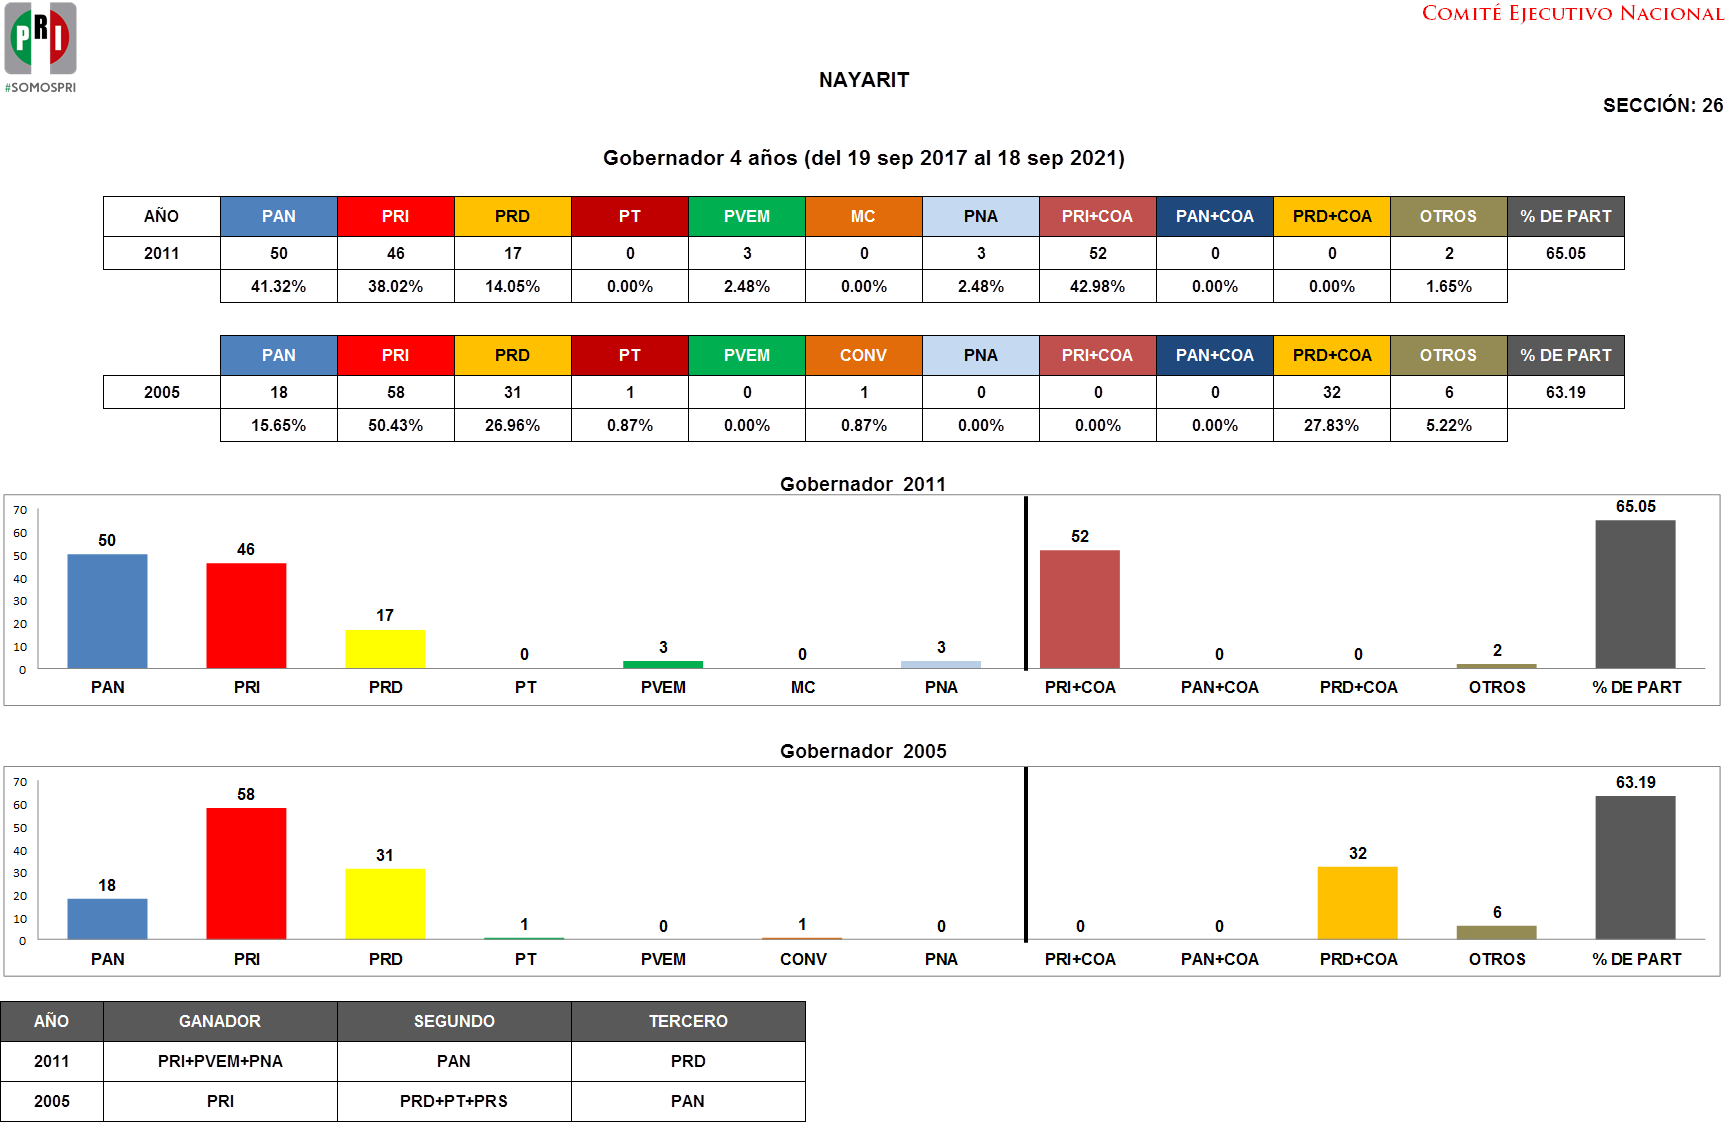 PRI
#SOMOSPRI
COMITÉ EJECUTIVO NACIONAL
NAYARIT
SECCIÓN: 26
Gobernador 4 años (del 19 sep 2017 al 18 sep 2021)
AÑO PAN PRI PRD PT PVEM MC PNA PRI+COA PAN+COA PRD+COA OTROS % DE PART
2011 50 46 17 0 3 0 3 52 0 0 2 65.05
41.32% 38.02% 14.05% 0.00% 2.48% 0.00% 2.48% 42.98% 0.00% 0.00% 1.65%
PAN PRI PRD PT PVEM CONV PNA PRI+COA PAN+COA PRD+COA OTROS % DE PART
2005 18 58 31 1 0 1 0 0 0 32 6 63.19
15.65% 50.43% 26.96% 0.87% 0.00% 0.87% 0.00% 0.00% 0.00% 27.83% 5.22%
Gobernador 2011
70
60
50
40
30
20
10
0
50 46 17 0 3 0 3 52 0 0 2 65.05
PAN PRI PRD PT PVEM MC PNA PRI+COA PAN+COA PRD+COA OTROS % DE PART
Gobernador 2005
70
60
50
40
30
20
10
0
18 58 31 1 0 1 0 0 0 32 6 63.19
PAN PRI PRD PT PVEM CONV PNA PRI+COA PAN+COA PRD+COA OTROS % DE PART
AÑO GANADOR SEGUNDO TERCERO
2011 PRI+PVEM+PNA PAN PRD
2005 PRI PRD+PT+PRS PAN